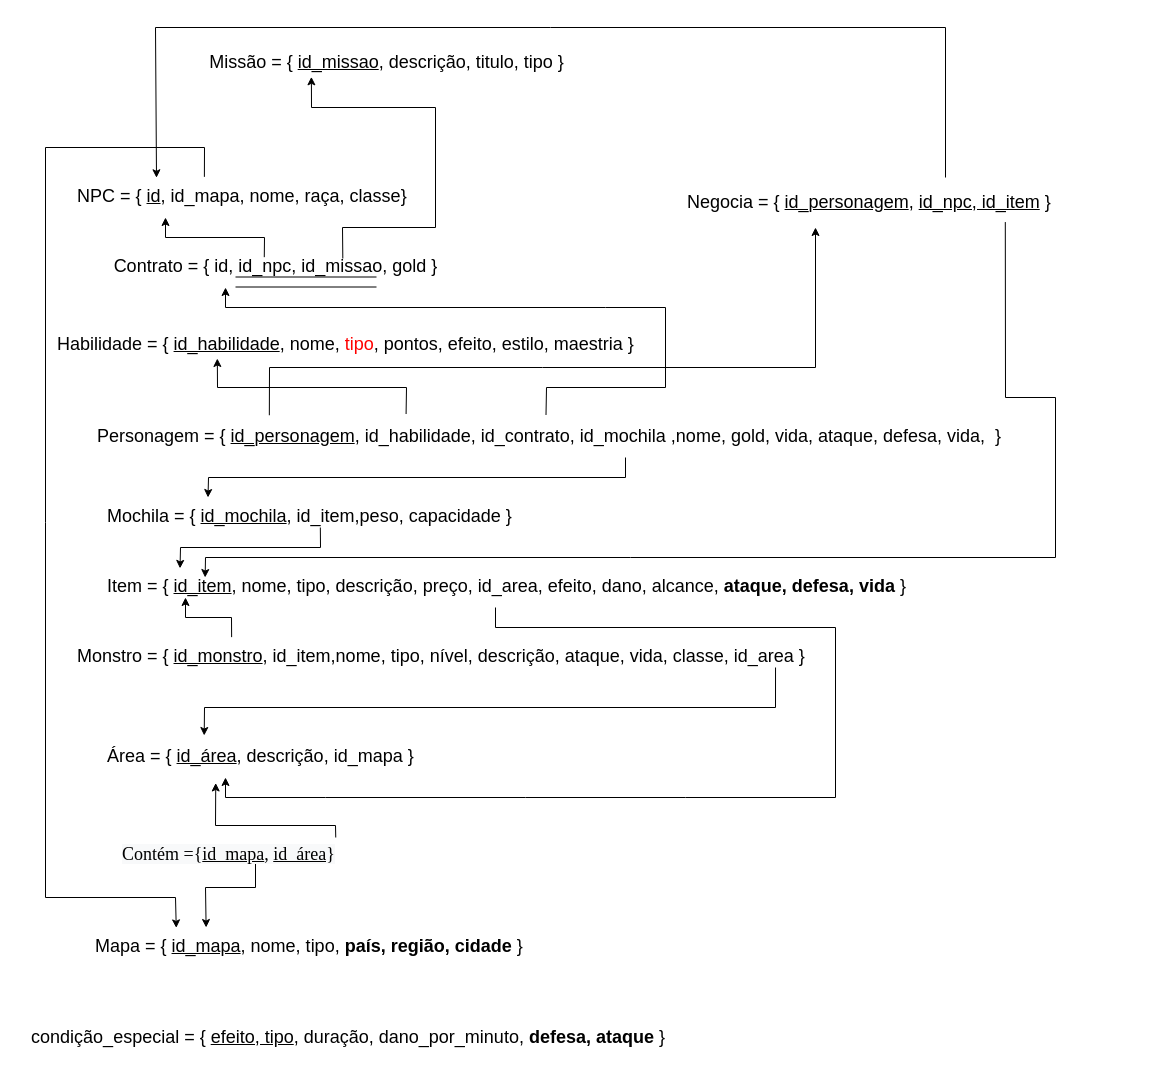 Missão = { id_missao, descrição, titulo, tipo }
NPC = { id, id_mapa, nome, raça, classe}
Negocia = { id_personagem, id_npc, id_item }
Contrato = { id, id_npc, id_missao, gold }
Habilidade = { id_habilidade, nome, tipo, pontos, efeito, estilo, maestria }
Personagem = { id_personagem, id_habilidade, id_contrato, id_mochila ,nome, gold, vida, ataque, defesa, vida,  }
Mochila = { id_mochila, id_item,peso, capacidade }
Item = { id_item, nome, tipo, descrição, preço, id_area, efeito, dano, alcance, ataque, defesa, vida }
Monstro = { id_monstro, id_item,nome, tipo, nível, descrição, ataque, vida, classe, id_area }
Área = { id_área, descrição, id_mapa }
Contém ={id_mapa, id_área}
Mapa = { id_mapa, nome, tipo, país, região, cidade }
condição_especial = { efeito, tipo, duração, dano_por_minuto, defesa, ataque }